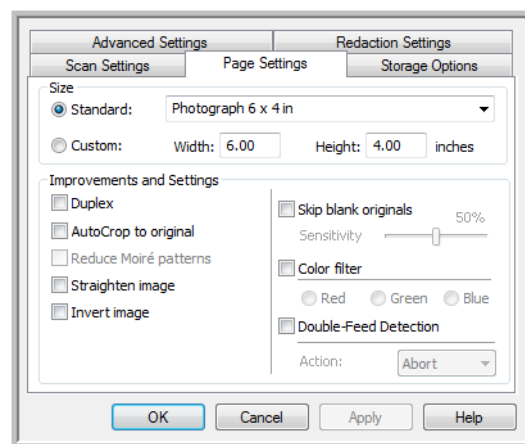 Advanced Settings Redaction Settings
Scan Settings Page Settings Storage Options
Size
Standard: Photograph 6 x 4 in
Custom: Width: 6.00 Height: 4.00 inches
Improvements and Settings
Duplex
AutoCrop to original
Reduce Moiré patterns
Straighten image
Invert image
Skip blank originals 50%
Sensitivity
Color filter
Red Green Blue
Double-Feed Detection
Action: Abort
OK Cancel Apply Help